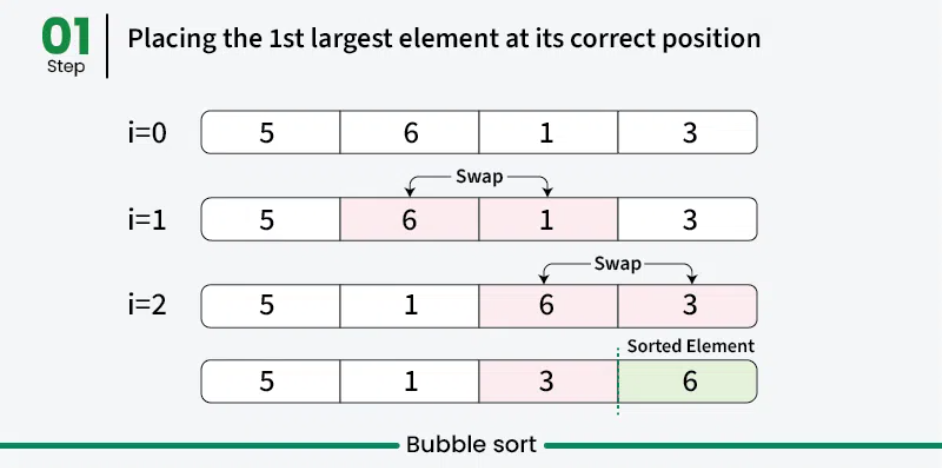 01
Step
Placing the 1st largest element at its correct position
i=0 5 6 1 3
Swap
i=1 5 6 1 3
Swap
i=2 5 1 6 3
Sorted Element
5 1 3 6
Bubble sort